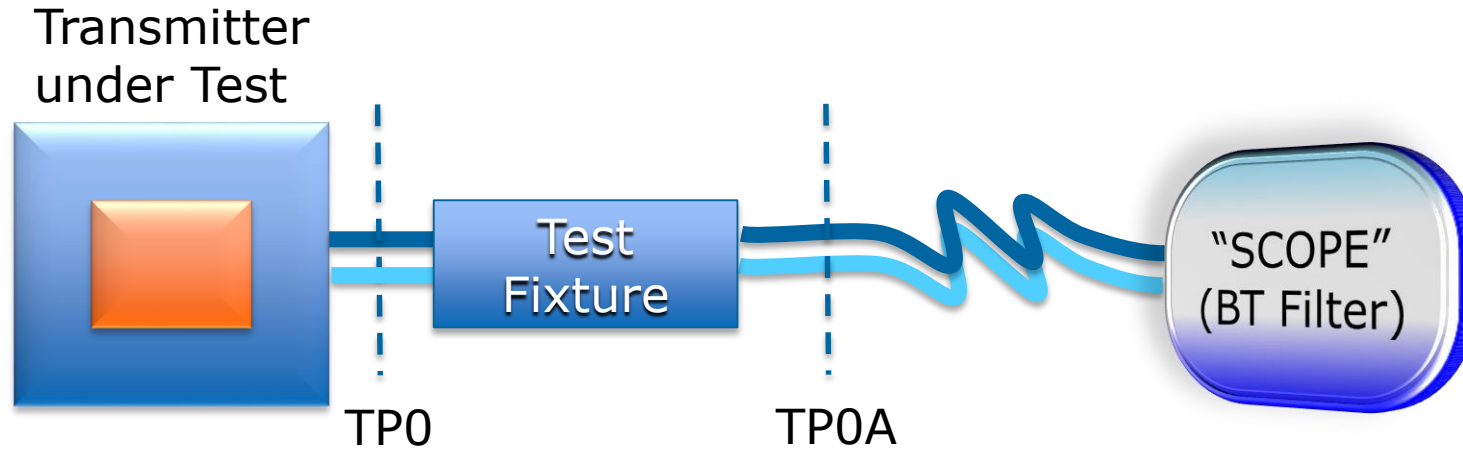 Transmitter
under Test
Test
Fixture
“SCOPE”
(BT Filter)
TP0
TP0A